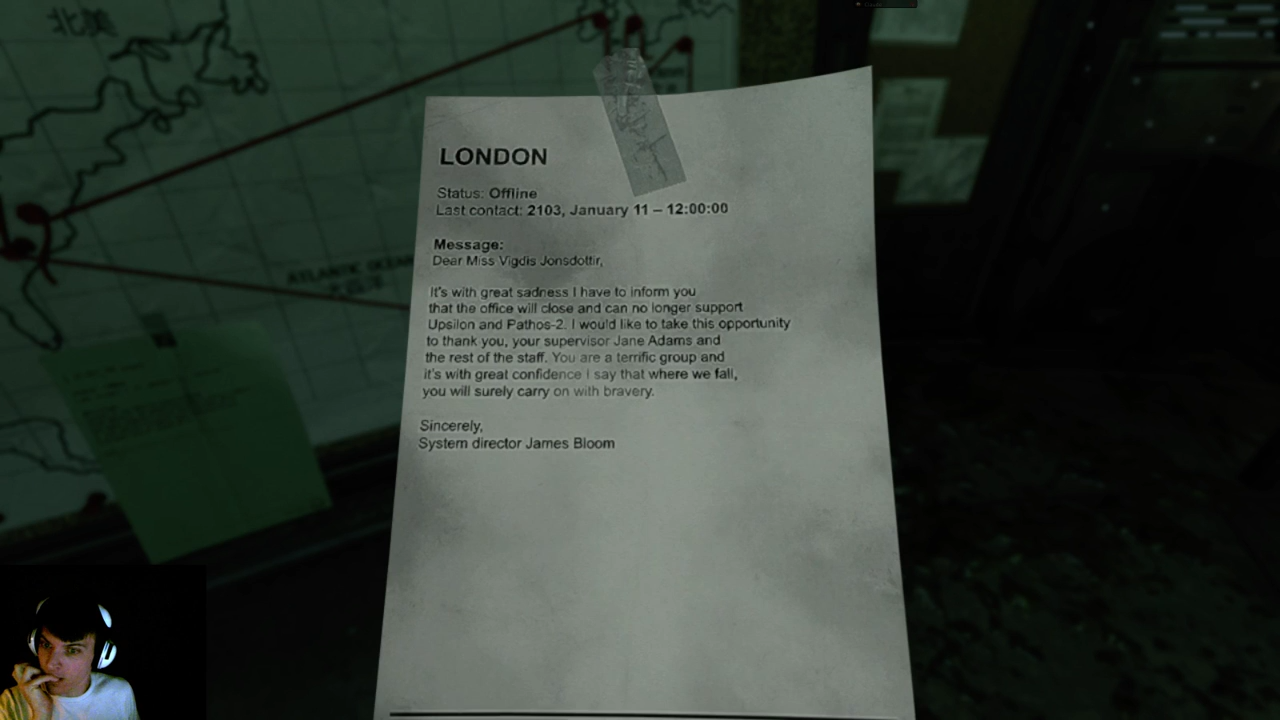 北美
LONDON
Status: Offline
Last contact: 2103, January 11 – 12:00:00
Message:
Dear Miss Vigdis Jonsdottir,
It's with great sadness I have to inform you
that the office will close and can no longer support
Upsilon and Pathos-2. I would like to take this opportunity
to thank you, your supervisor Jane Adams and
the rest of the staff. You are a terrific group and
it's with great confidence I say that where we fall,
you will surely carry on with bravery.
Sincerely,
System director James Bloom
ATLANTIC OCEAN